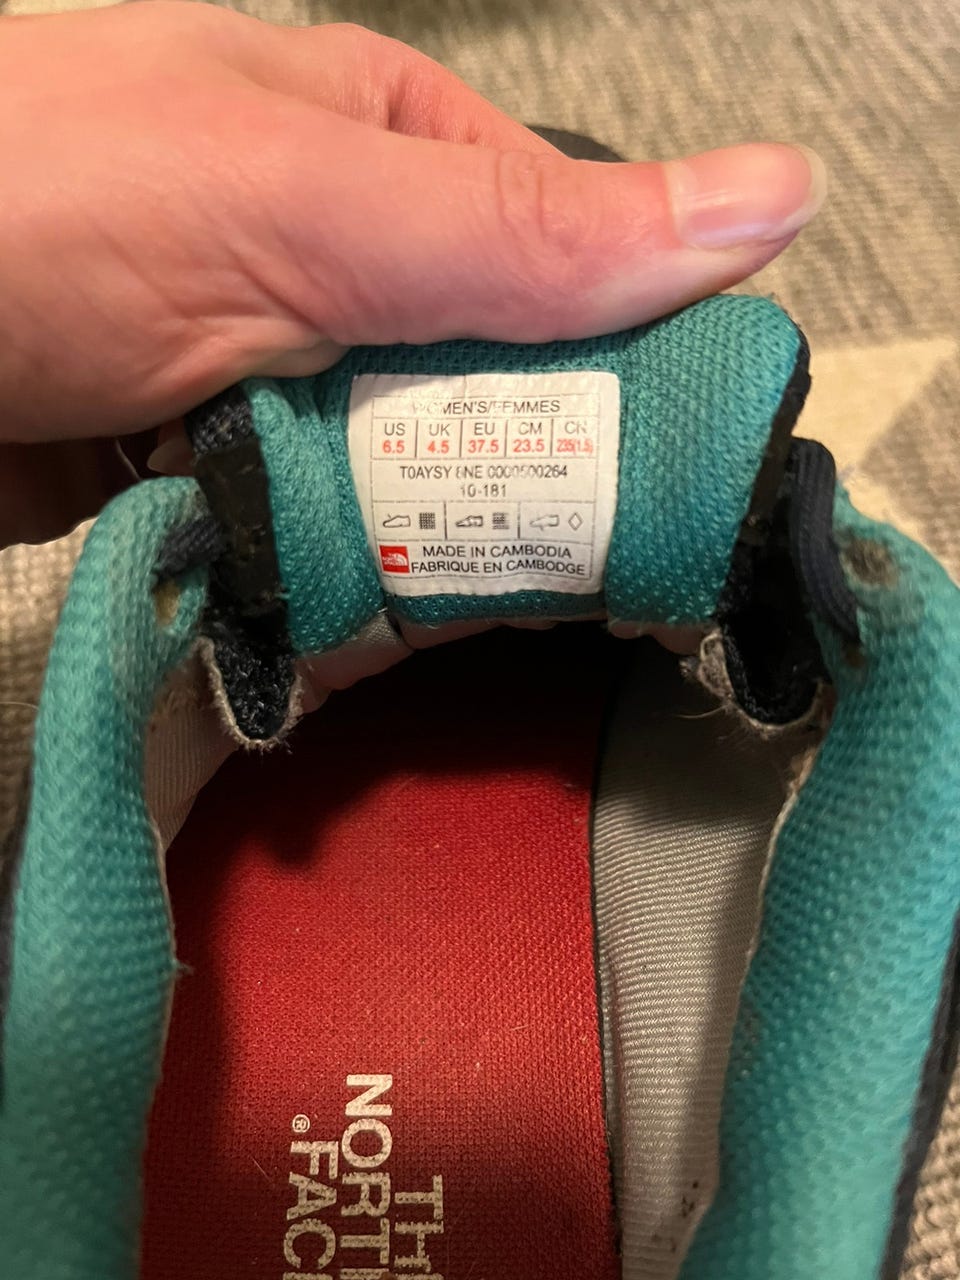 WOMEN'S/FEMMES
US UK EU CM CN
6.5 4.5 37.5 23.5 235(1.5)
T0AYSY 8NE 0000500264
10-181
MADE IN CAMBODIA
FABRIQUE EN CAMBODGE
THE
NORTH
FACE®